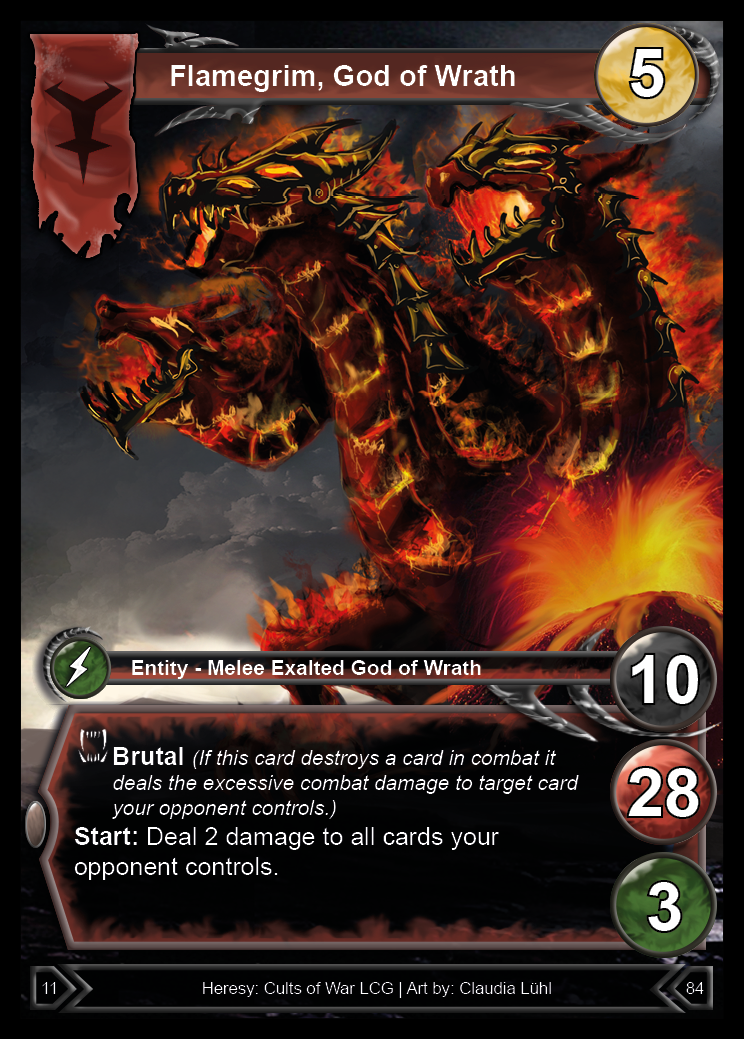 Flamegrim, God of Wrath
5
Entity - Melee Exalted God of Wrath
10
Brutal (If this card destroys a card in combat it
deals the excessive combat damage to target card
your opponent controls.)
28
Start: Deal 2 damage to all cards your
opponent controls.
3
11
Heresy: Cults of War LCG | Art by: Claudia Lühl
84